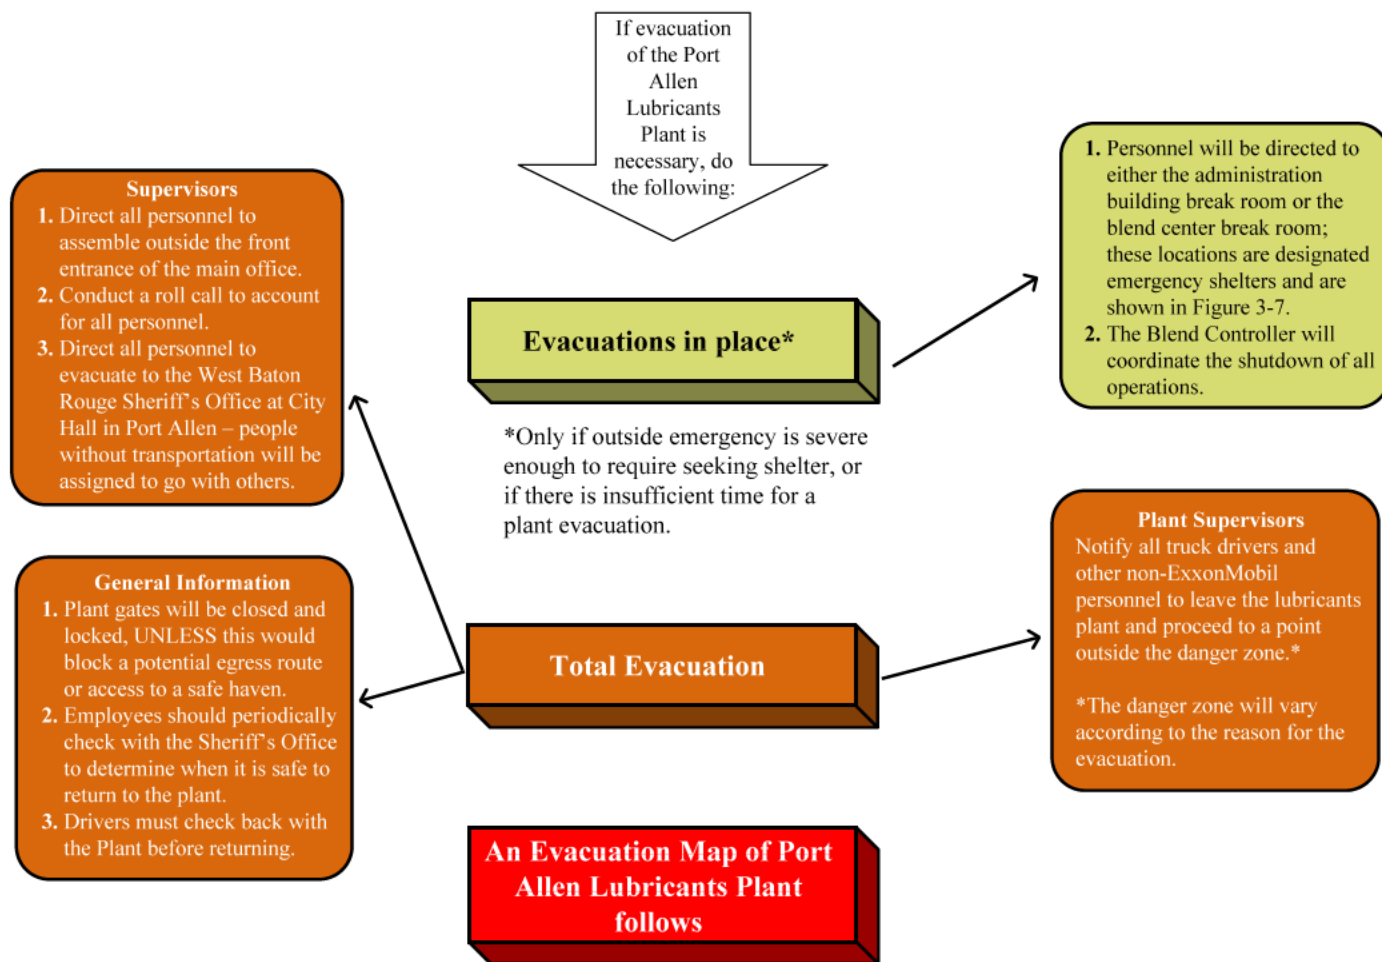 If evacuation
of the Port
Allen
Lubricants
Plant is
necessary, do
the following:
Supervisors
1. Direct all personnel to
assemble outside the front
entrance of the main office.
2. Conduct a roll call to account
for all personnel.
3. Direct all personnel to
evacuate to the West Baton
Rouge Sheriff’s Office at City
Hall in Port Allen – people
without transportation will be
assigned to go with others.
Evacuations in place*
*Only if outside emergency is severe
enough to require seeking shelter, or
if there is insufficient time for a
plant evacuation.
1. Personnel will be directed to
either the administration
building break room or the
blend center break room;
these locations are designated
emergency shelters and are
shown in Figure 3-7.
2. The Blend Controller will
coordinate the shutdown of all
operations.
General Information
1. Plant gates will be closed and
locked, UNLESS this would
block a potential egress route
or access to a safe haven.
2. Employees should periodically
check with the Sheriff’s Office
to determine when it is safe to
return to the plant.
3. Drivers must check back with
the Plant before returning.
Total Evacuation
Plant Supervisors
Notify all truck drivers and
other non-ExxonMobil
personnel to leave the lubricants
plant and proceed to a point
outside the danger zone.*
*The danger zone will vary
according to the reason for the
evacuation.
An Evacuation Map of Port
Allen Lubricants Plant
follows